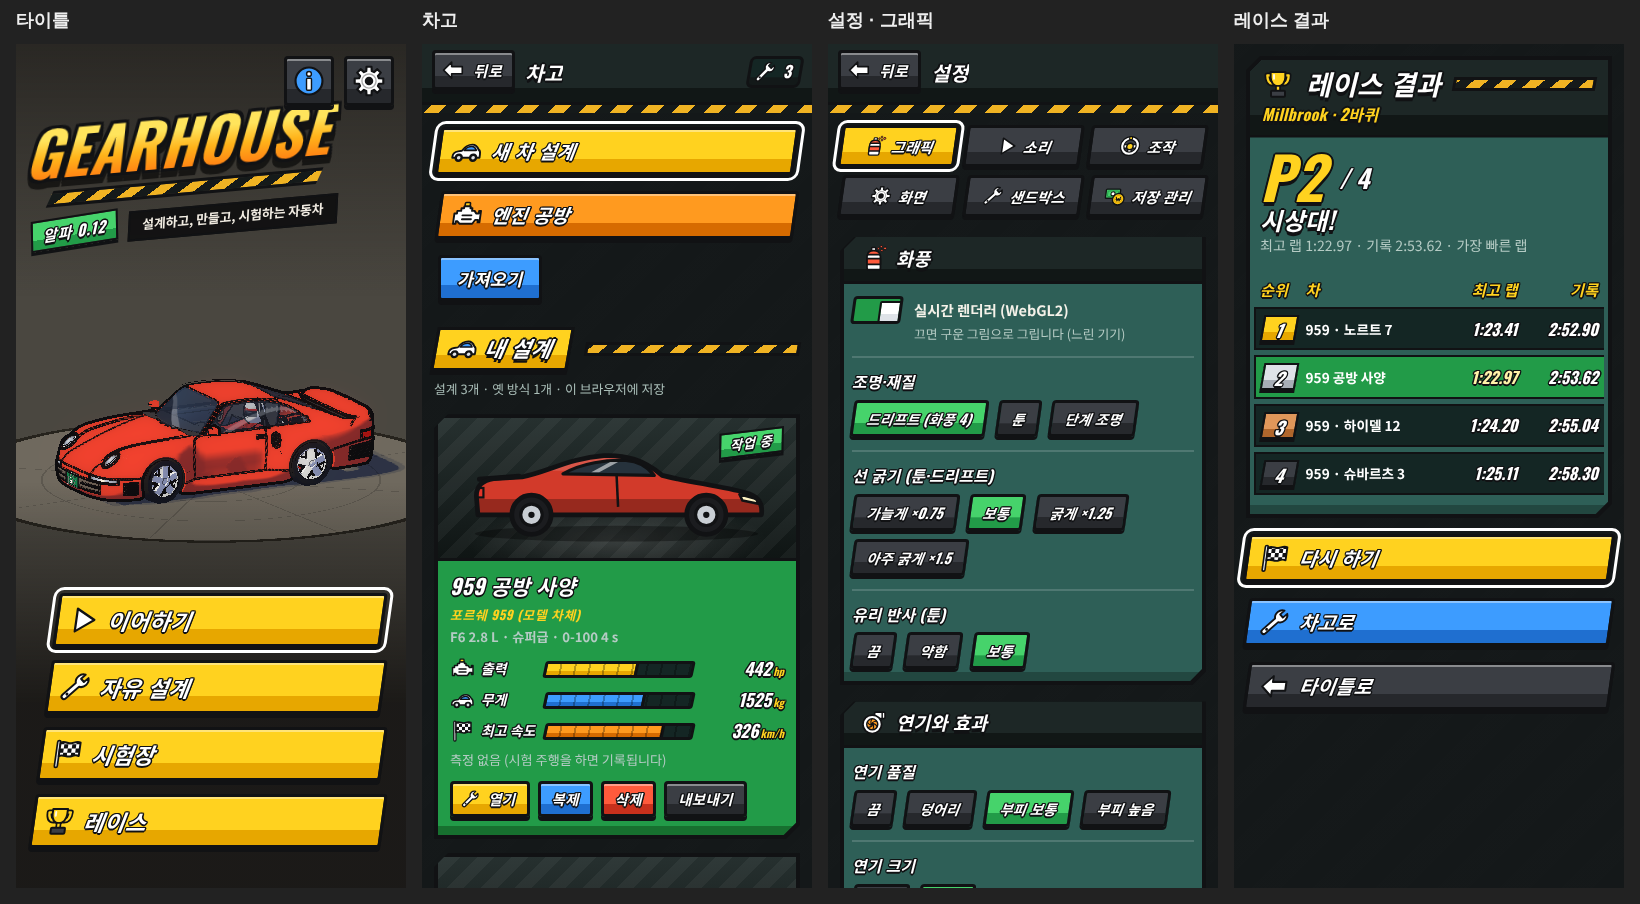 타이틀
GEARHOUSE
알파 0.12
설계하고, 만들고, 시험하는 자동차
이어하기
자유 설계
시험장
레이스
차고
뒤로
차고
3
새 차 설계
엔진 공방
가져오기
내 설계
설계 3개 · 옛 방식 1개 · 이 브라우저에 저장
작업 중
959 공방 사양
포르쉐 959 (모델 차체)
F6 2.8 L · 슈퍼급 · 0-100 4 s
출력 442 hp
무게 1525 kg
최고 속도 326 km/h
측정 없음 (시험 주행을 하면 기록됩니다)
열기 복제 삭제 내보내기
설정 · 그래픽
뒤로
설정
그래픽 소리 조작
화면 샌드박스 저장 관리
화풍
실시간 렌더러 (WebGL2)
끄면 구운 그림으로 그립니다 (느린 기기)
조명·재질
드리프트 (화풍 4) 툰 단계 조명
선 굵기 (툰·드리프트)
가늘게 ×0.75 보통 굵게 ×1.25
아주 굵게 ×1.5
유리 반사 (툰)
끔 약함 보통
연기와 효과
연기 품질
끔 덩어리 부피 보통 부피 높음
연기 크기
레이스 결과
레이스 결과
Millbrook · 2바퀴
P2 / 4
시상대!
최고 랩 1:22.97 · 기록 2:53.62 · 가장 빠른 랩
순위 차 최고 랩 기록
1 959 · 노르트 7 1:23.41 2:52.90
2 959 공방 사양 1:22.97 2:53.62
3 959 · 하이델 12 1:24.20 2:55.04
4 959 · 슈바르츠 3 1:25.11 2:58.30
다시 하기
차고로
타이틀로